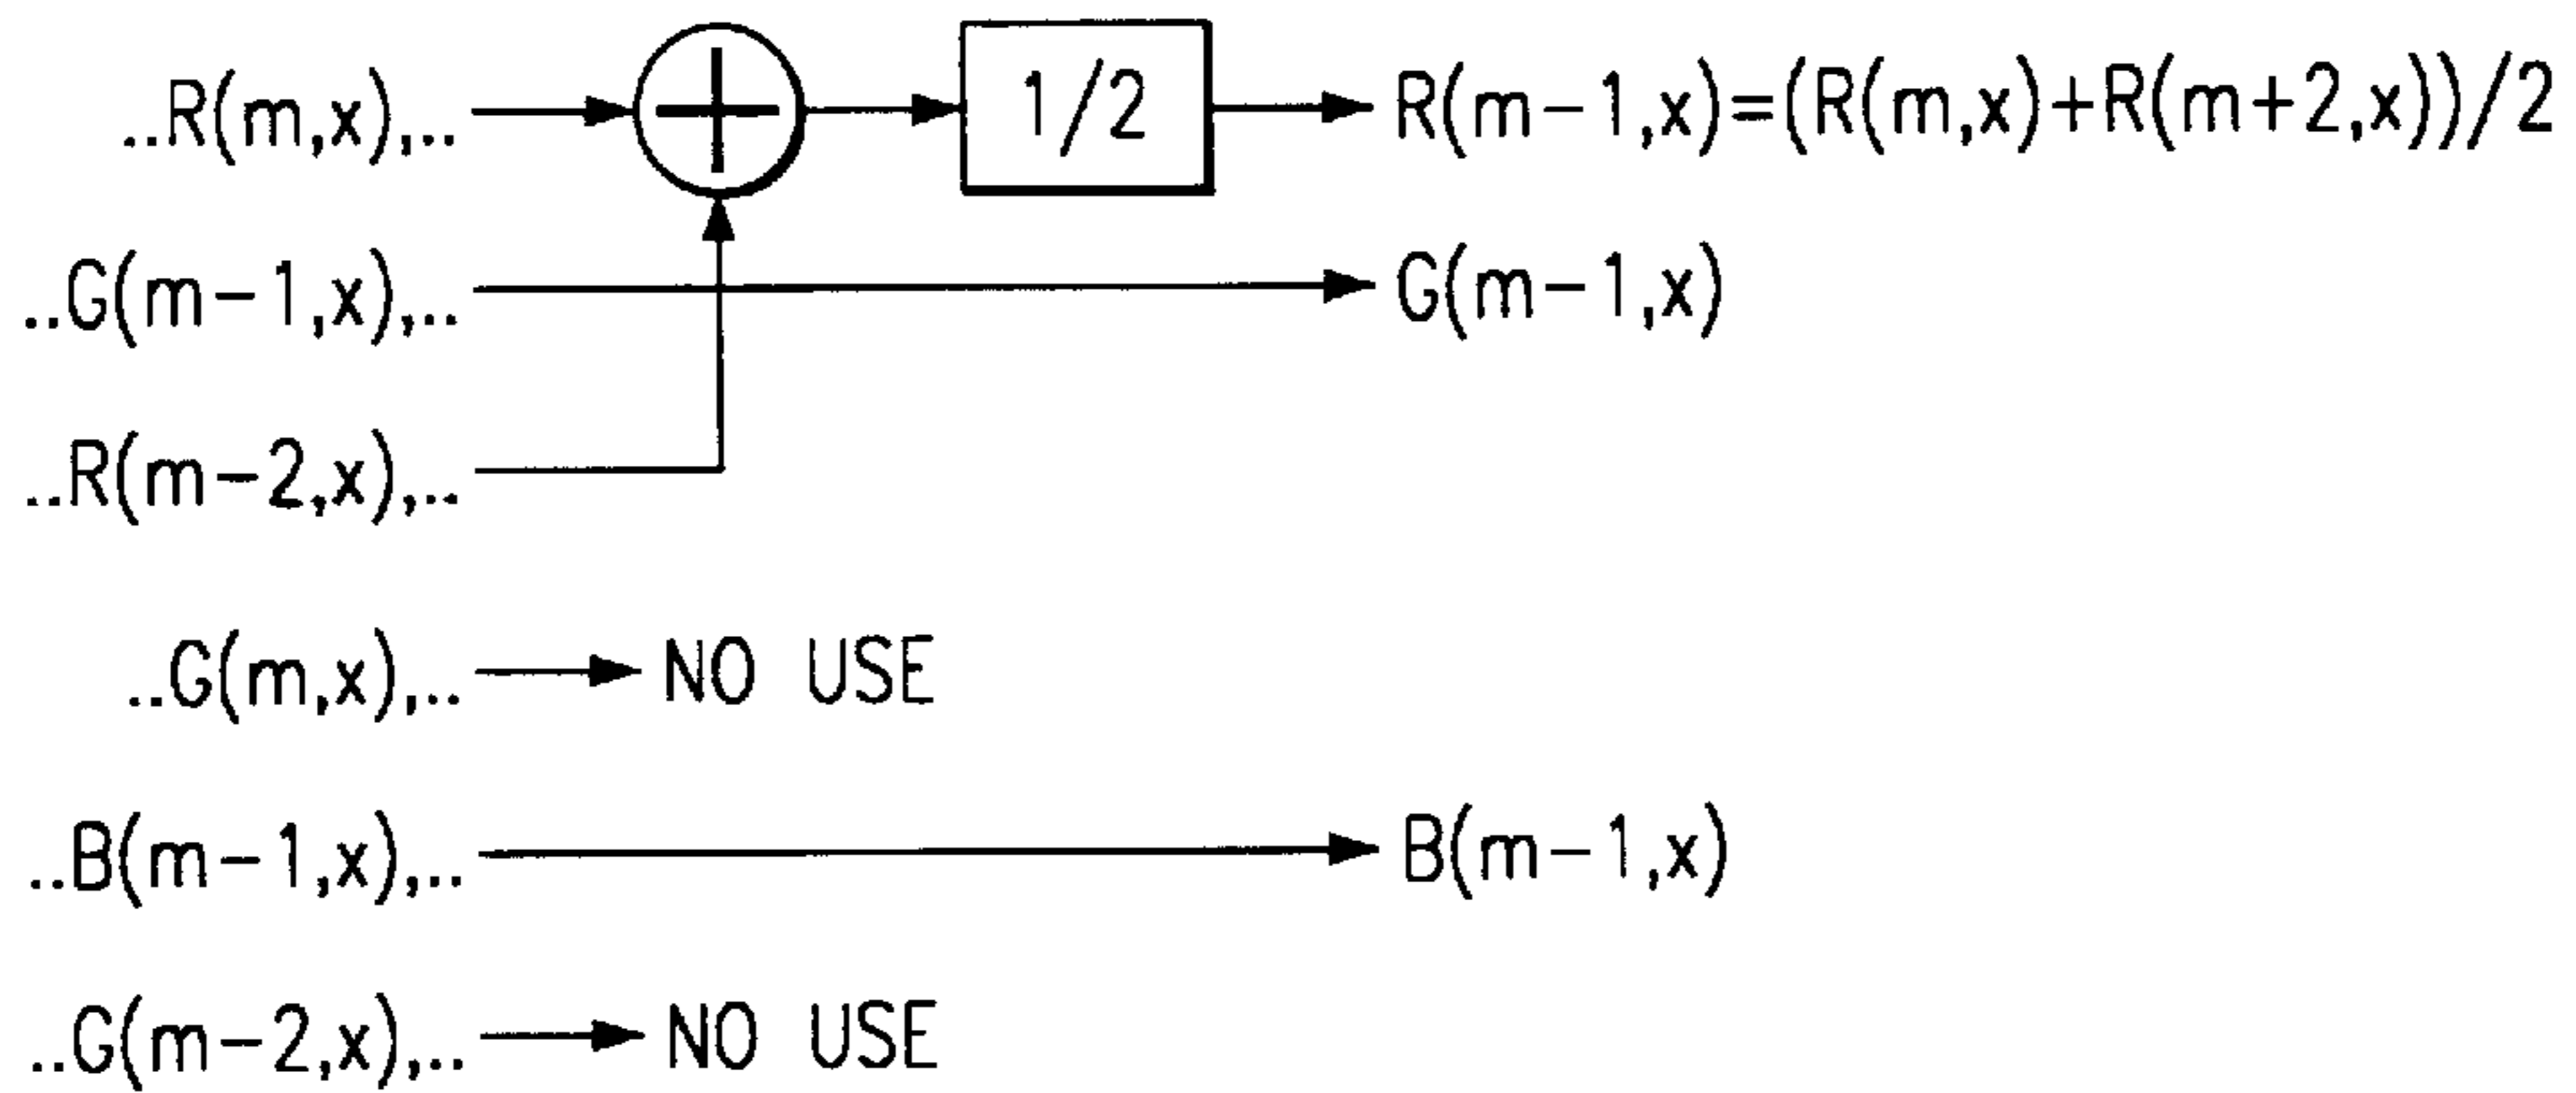 ..R(m,x),.. 1/2 R(m-1,x)=(R(m,x)+R(m+2,x))/2
..G(m-1,x),.. G(m-1,x)
..R(m-2,x),..
..G(m,x),.. NO USE
..B(m-1,x),.. B(m-1,x)
..G(m-2,x),.. NO USE